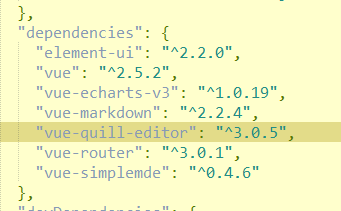 },
"dependencies": {
"element-ui": "^2.2.0",
"vue": "^2.5.2",
"vue-echarts-v3": "^1.0.19",
"vue-markdown": "^2.2.4",
"vue-quill-editor": "^3.0.5",
"vue-router": "^3.0.1",
"vue-simplemde": "^0.4.6"
},
"devDependencies": {